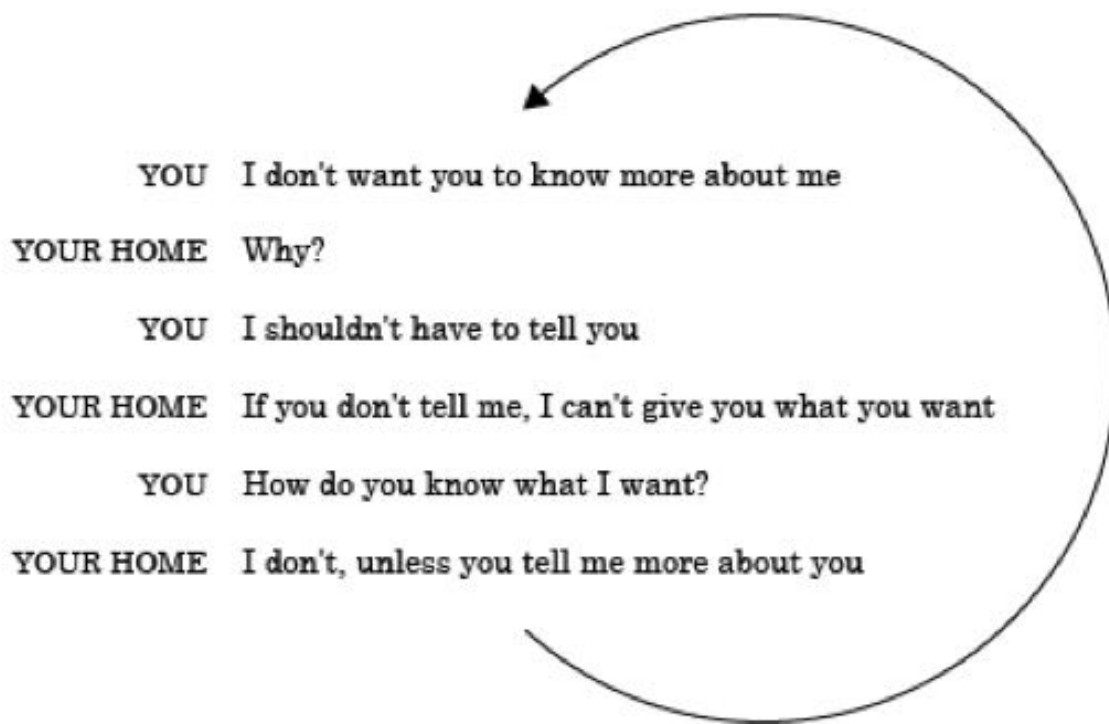 YOU I don't want you to know more about me
YOUR HOME Why?
YOU I shouldn't have to tell you
YOUR HOME If you don't tell me, I can't give you what you want
YOU How do you know what I want?
YOUR HOME I don't, unless you tell me more about you